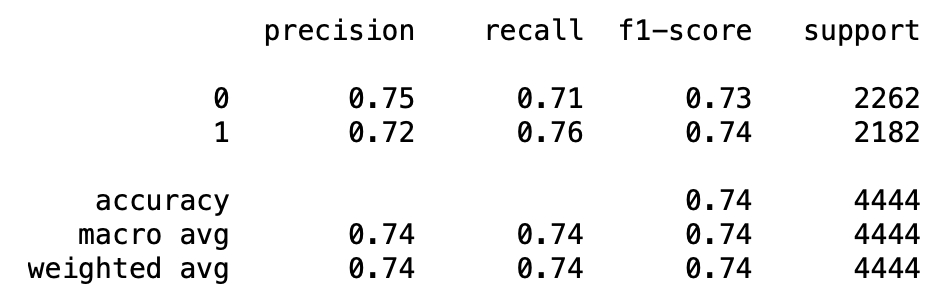 precision recall f1-score support
0 0.75 0.71 0.73 2262
1 0.72 0.76 0.74 2182
accuracy 0.74 4444
macro avg 0.74 0.74 0.74 4444
weighted avg 0.74 0.74 0.74 4444